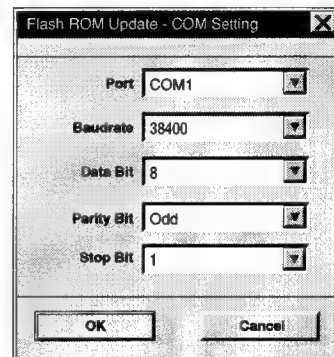 Flash ROM Update - COM Setting
Port COM1
Baudrate 38400
Data Bit 8
Parity Bit Odd
Stop Bit 1
OK Cancel